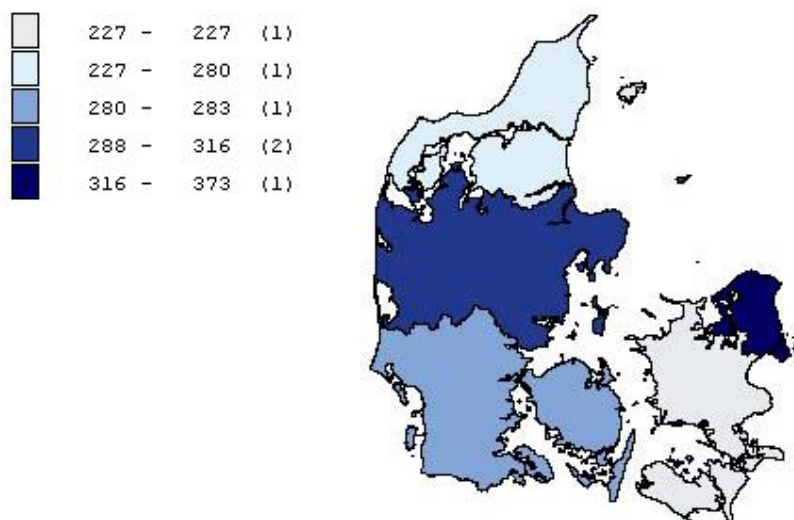 227 - 227 (1)
227 - 280 (1)
280 - 283 (1)
288 - 316 (2)
316 - 373 (1)